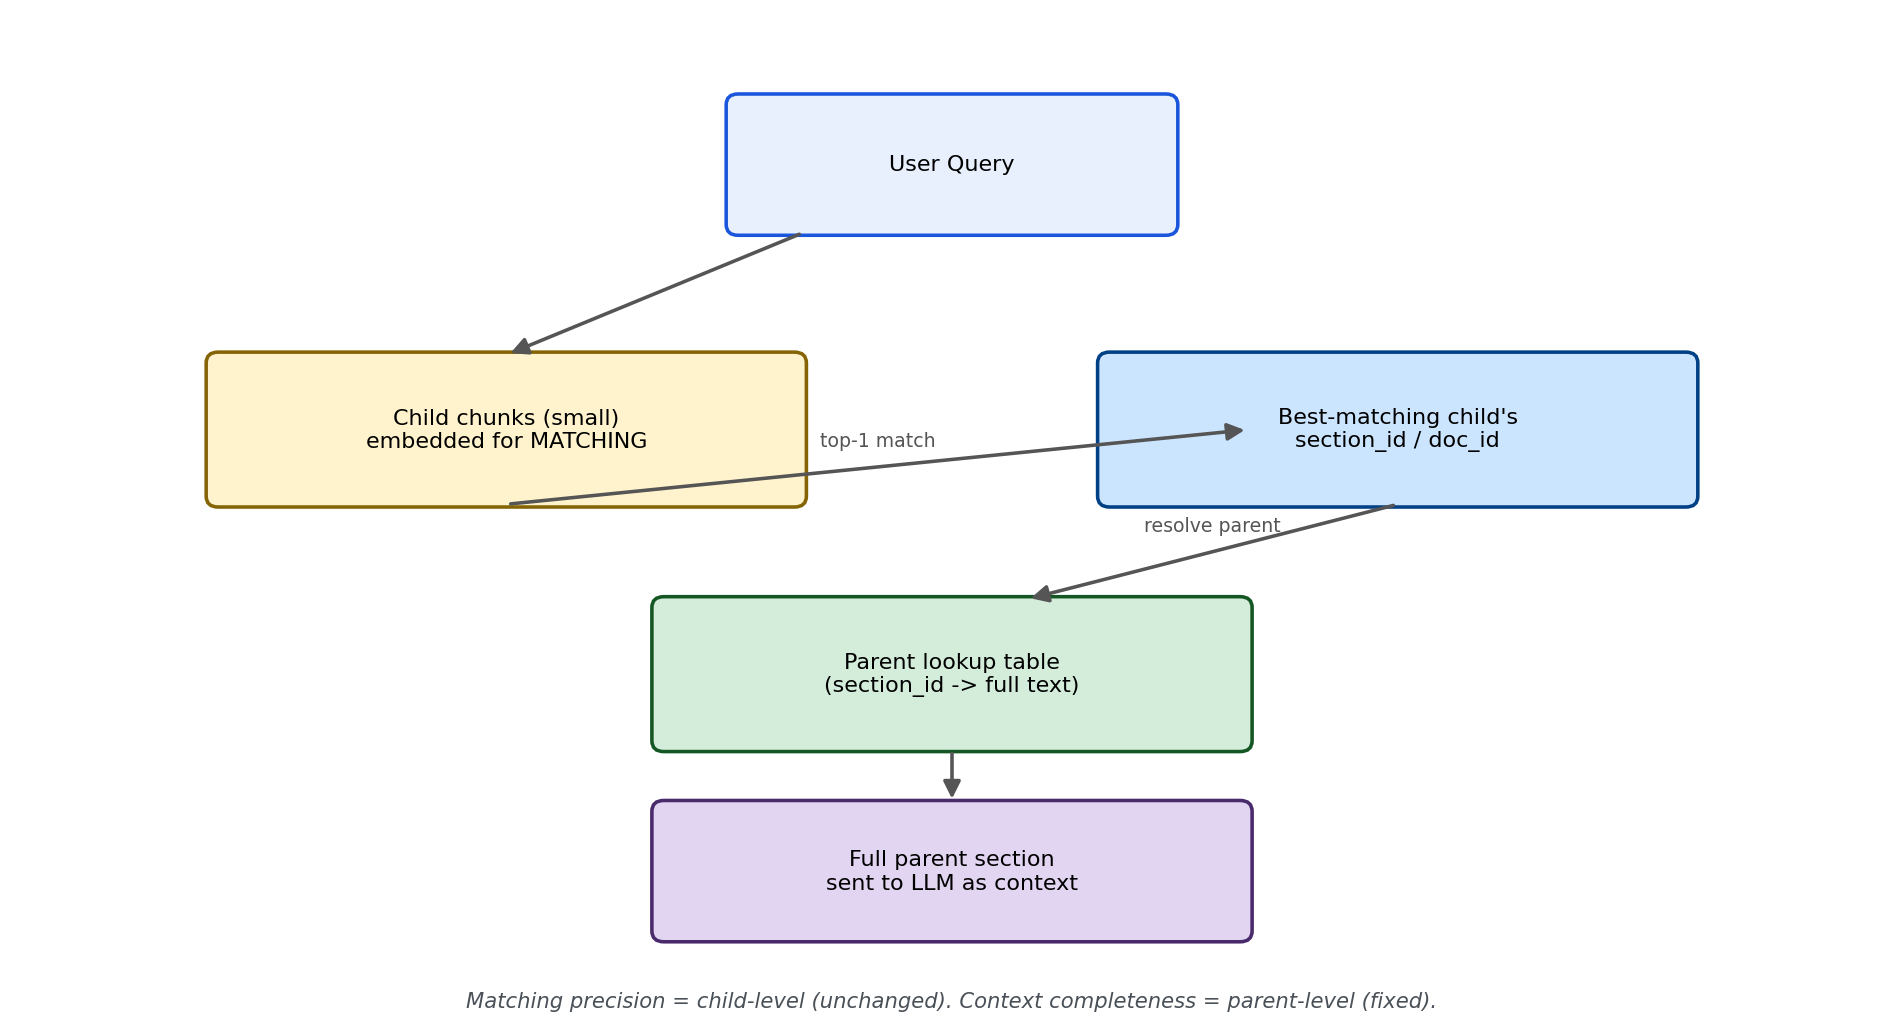 User Query
Child chunks (small)
embedded for MATCHING
top-1 match
Best-matching child's
section_id / doc_id
resolve parent
Parent lookup table
(section_id -> full text)
Full parent section
sent to LLM as context
Matching precision = child-level (unchanged). Context completeness = parent-level (fixed).